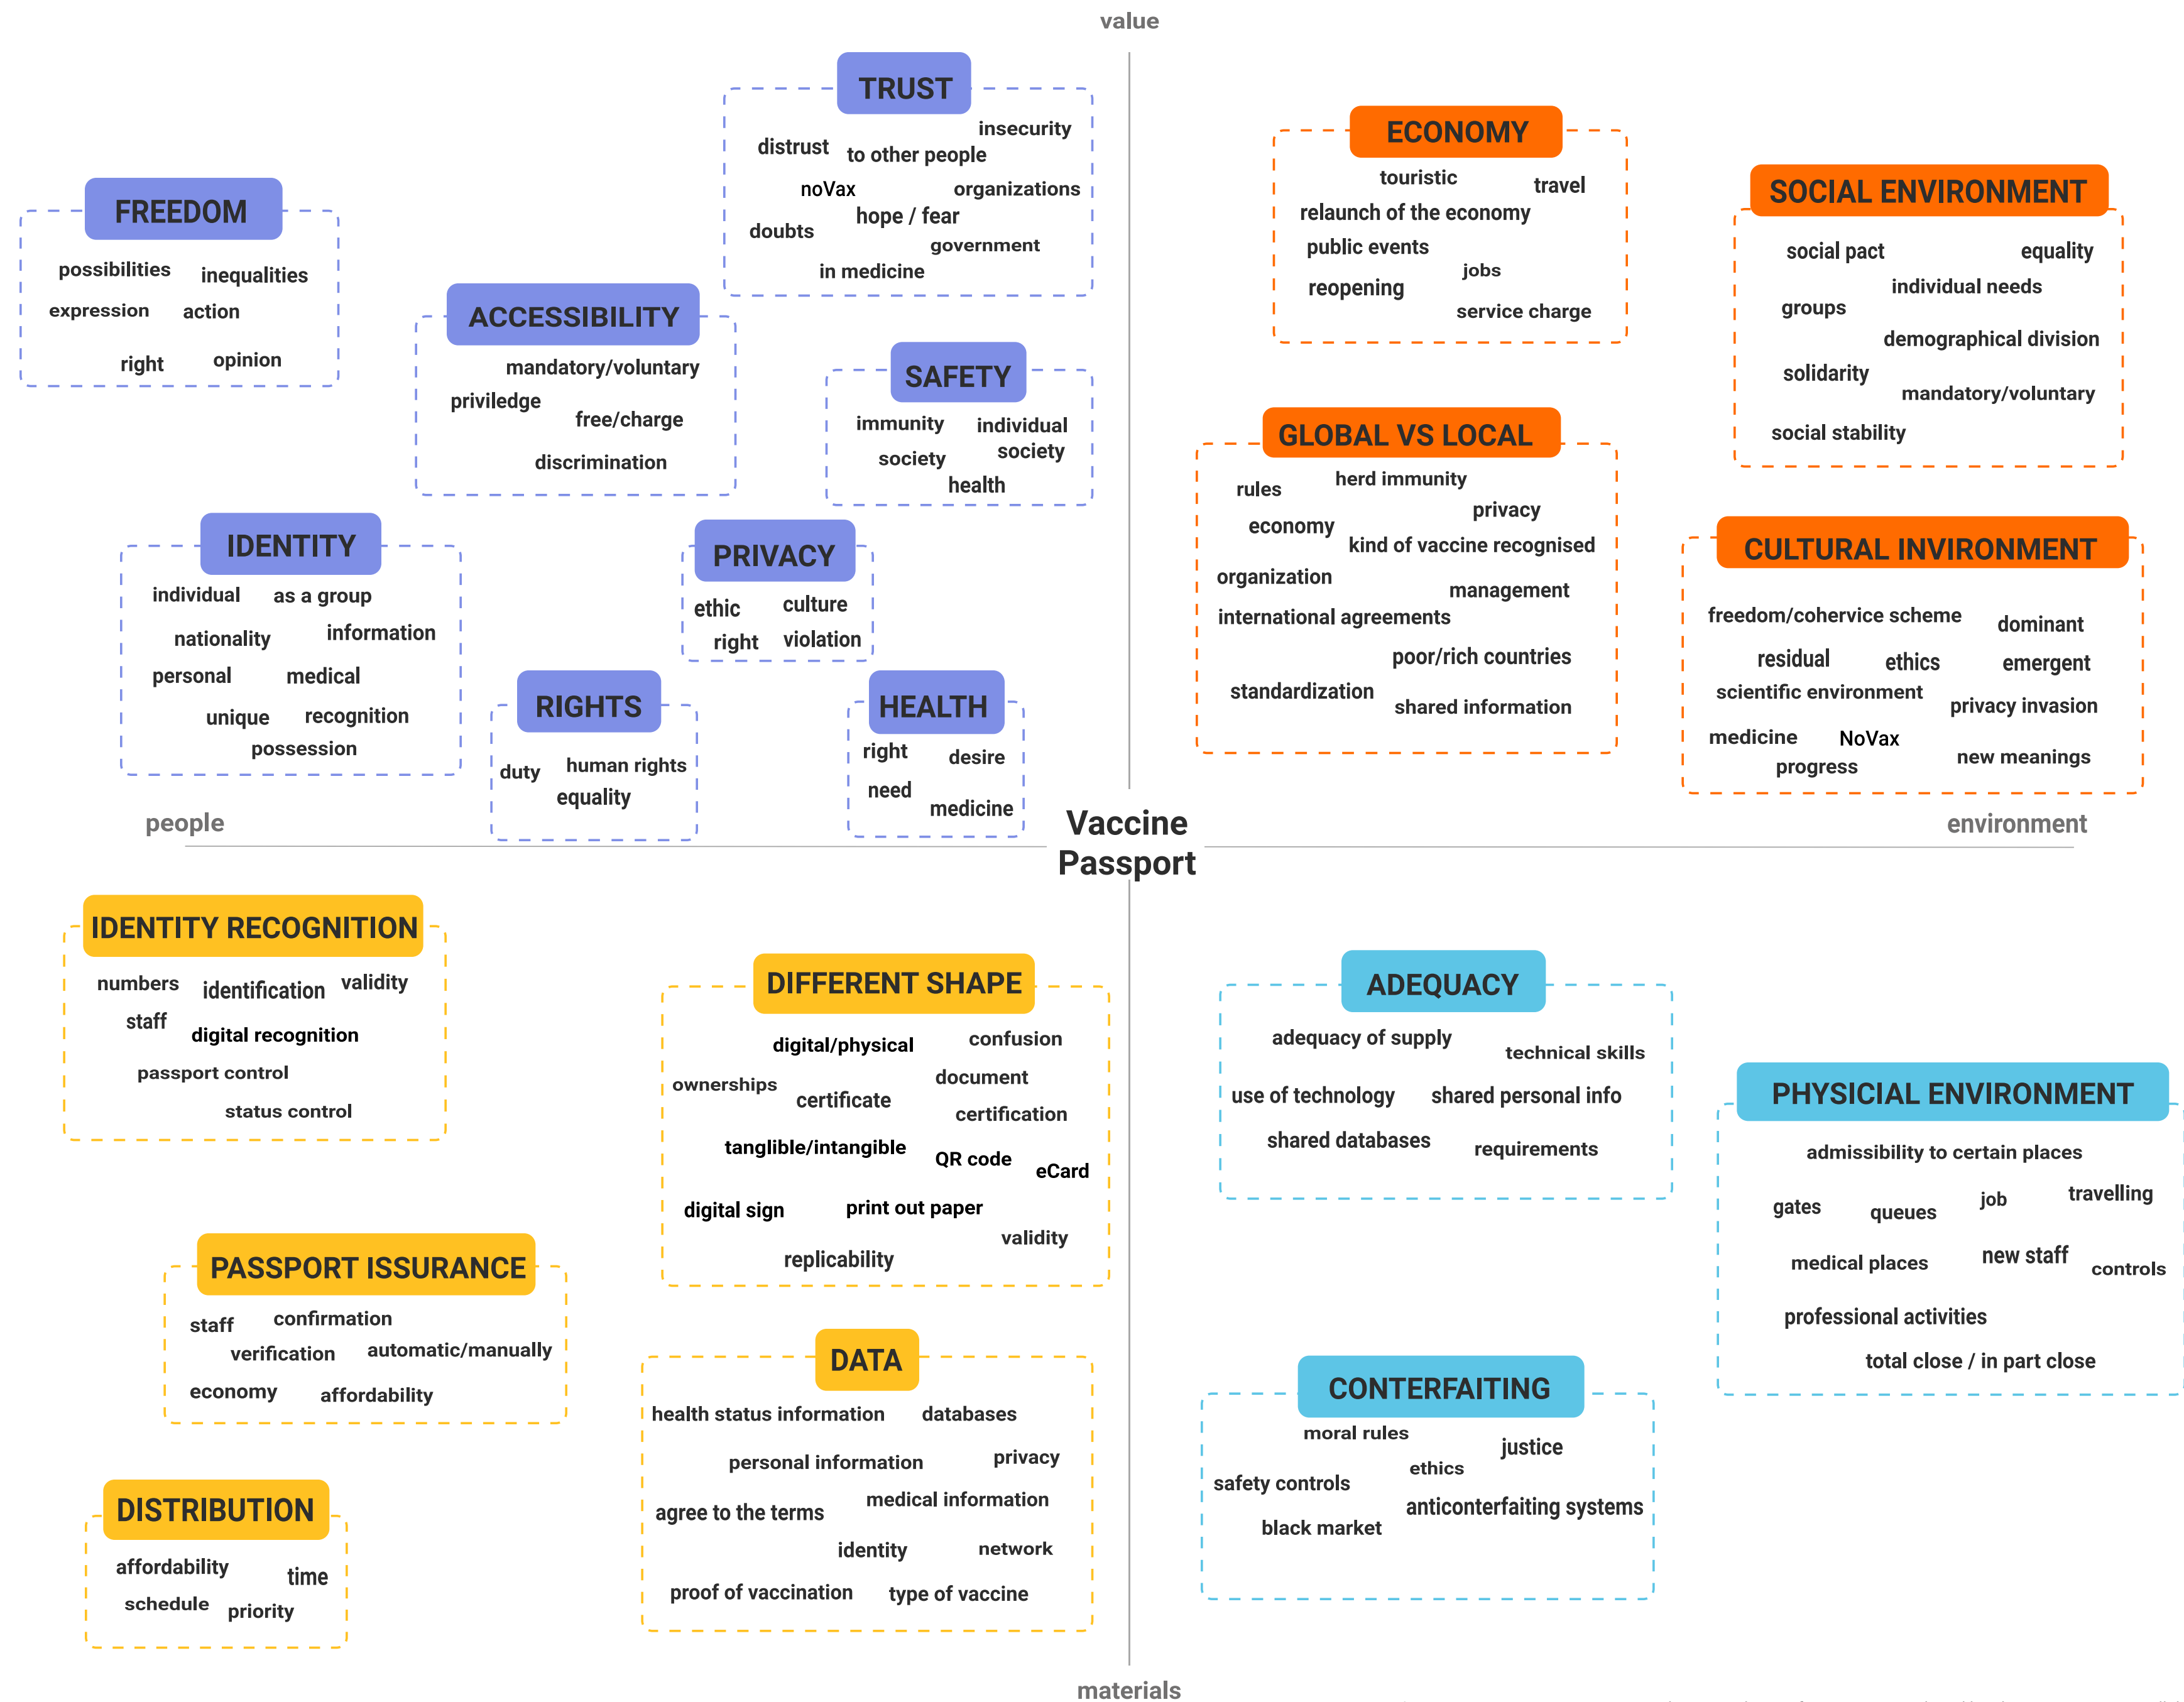 value
TRUST
insecurity
distrust
to other people
noVax
organizations
hope / fear
doubts
government
in medicine
FREEDOM
possibilities
inequalities
expression
action
right
opinion
ACCESSIBILITY
mandatory/voluntary
priviledge
free/charge
discrimination
SAFETY
immunity
individual
society
society
health
IDENTITY
individual
as a group
nationality
information
personal
medical
unique
recognition
possession
PRIVACY
ethic
culture
right
violation
RIGHTS
duty
human rights
equality
HEALTH
right
desire
need
medicine
ECONOMY
touristic
travel
relaunch of the economy
public events
jobs
reopening
service charge
SOCIAL ENVIRONMENT
social pact
equality
individual needs
groups
demographical division
solidarity
mandatory/voluntary
social stability
GLOBAL VS LOCAL
herd immunity
rules
privacy
economy
kind of vaccine recognised
organization
management
international agreements
poor/rich countries
standardization
shared information
CULTURAL INVIRONMENT
freedom/cohervice scheme
dominant
residual
ethics
emergent
scientific environment
privacy invasion
medicine
NoVax
new meanings
progress
people
Vaccine
Passport
environment
IDENTITY RECOGNITION
numbers
identification
validity
staff
digital recognition
passport control
status control
DIFFERENT SHAPE
digital/physical
confusion
ownerships
document
certificate
certification
tanglible/intangible
QR code
eCard
digital sign
print out paper
validity
replicability
PASSPORT ISSURANCE
staff
confirmation
verification
automatic/manually
economy
affordability
DATA
health status information
databases
personal information
privacy
agree to the terms
medical information
identity
network
proof of vaccination
type of vaccine
DISTRIBUTION
affordability
time
schedule
priority
ADEQUACY
adequacy of supply
technical skills
use of technology
shared personal info
shared databases
requirements
PHYSICIAL ENVIRONMENT
admissibility to certain places
gates
queues
job
travelling
medical places
new staff
controls
professional activities
total close / in part close
CONTERFAITING
moral rules
justice
ethics
safety controls
anticonterfaiting systems
black market
materials